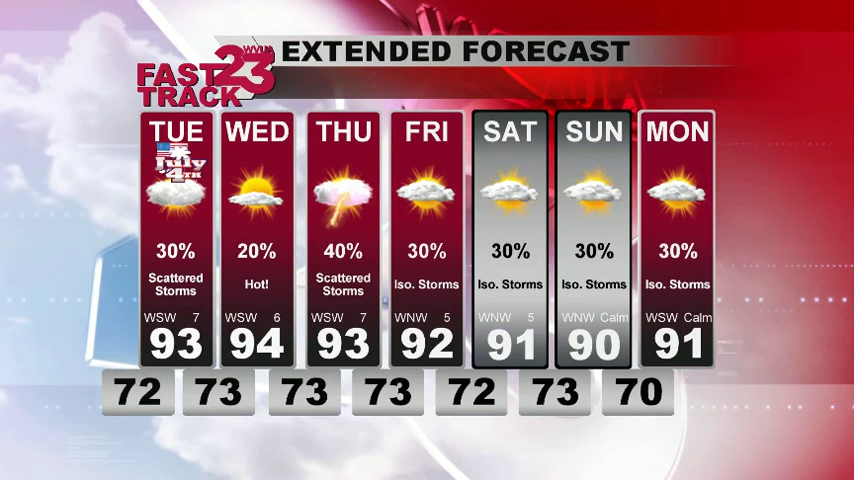 WVUA
23
FAST
TRACK
EXTENDED FORECAST
TUE WED THU FRI SAT SUN MON
July
4TH
30% 20% 40% 30% 30% 30% 30%
Scattered Storms
Hot!
Scattered Storms
Iso. Storms
Iso. Storms
Iso. Storms
Iso. Storms
WSW 7 WSW 6 WSW 7 WNW 5 WNW 5 WNW Calm WSW Calm
93 94 93 92 91 90 91
72 73 73 73 72 73 70